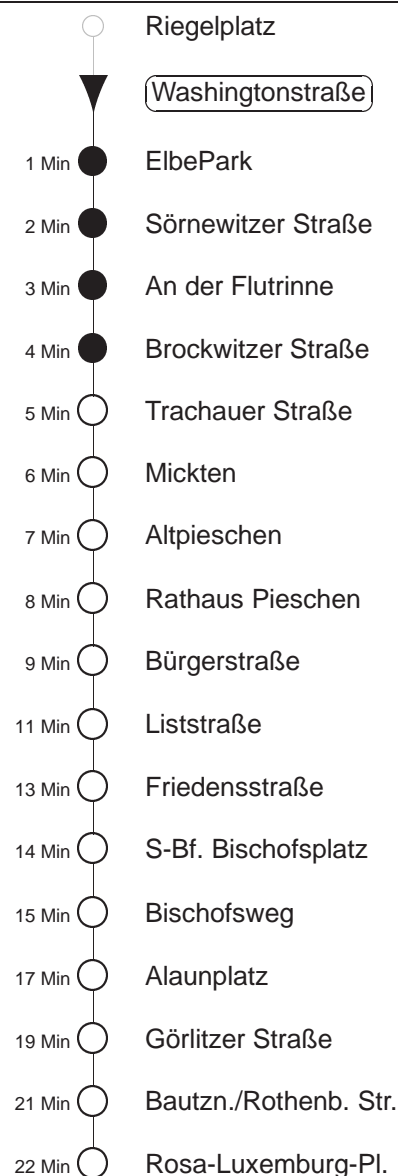 Riegelplatz
Washingtonstraße
1 Min ElbePark
2 Min Sörnewitzer Straße
3 Min An der Flutrinne
4 Min Brockwitzer Straße
5 Min Trachauer Straße
6 Min Mickten
7 Min Altpieschen
8 Min Rathaus Pieschen
9 Min Bürgerstraße
11 Min Liststraße
13 Min Friedensstraße
14 Min S-Bf. Bischofsplatz
15 Min Bischofsweg
17 Min Alaunplatz
19 Min Görlitzer Straße
21 Min Bautzn./Rothenb. Str.
22 Min Rosa-Luxemburg-Pl.